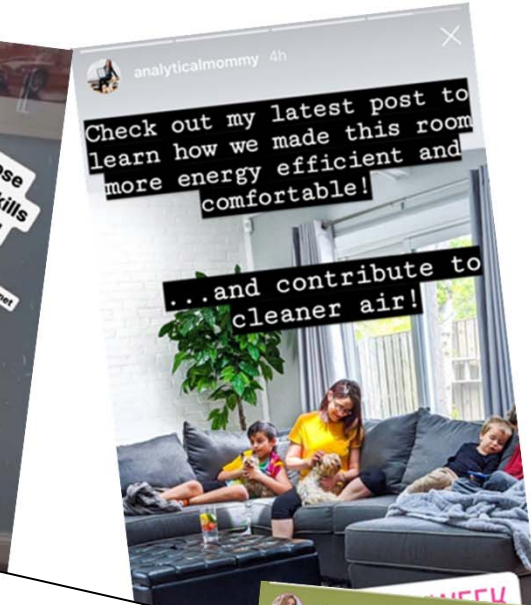 analyticalmommy 4h
Check out my latest post to
learn how we made this room
more energy efficient and
comfortable!
...and contribute to
cleaner air!